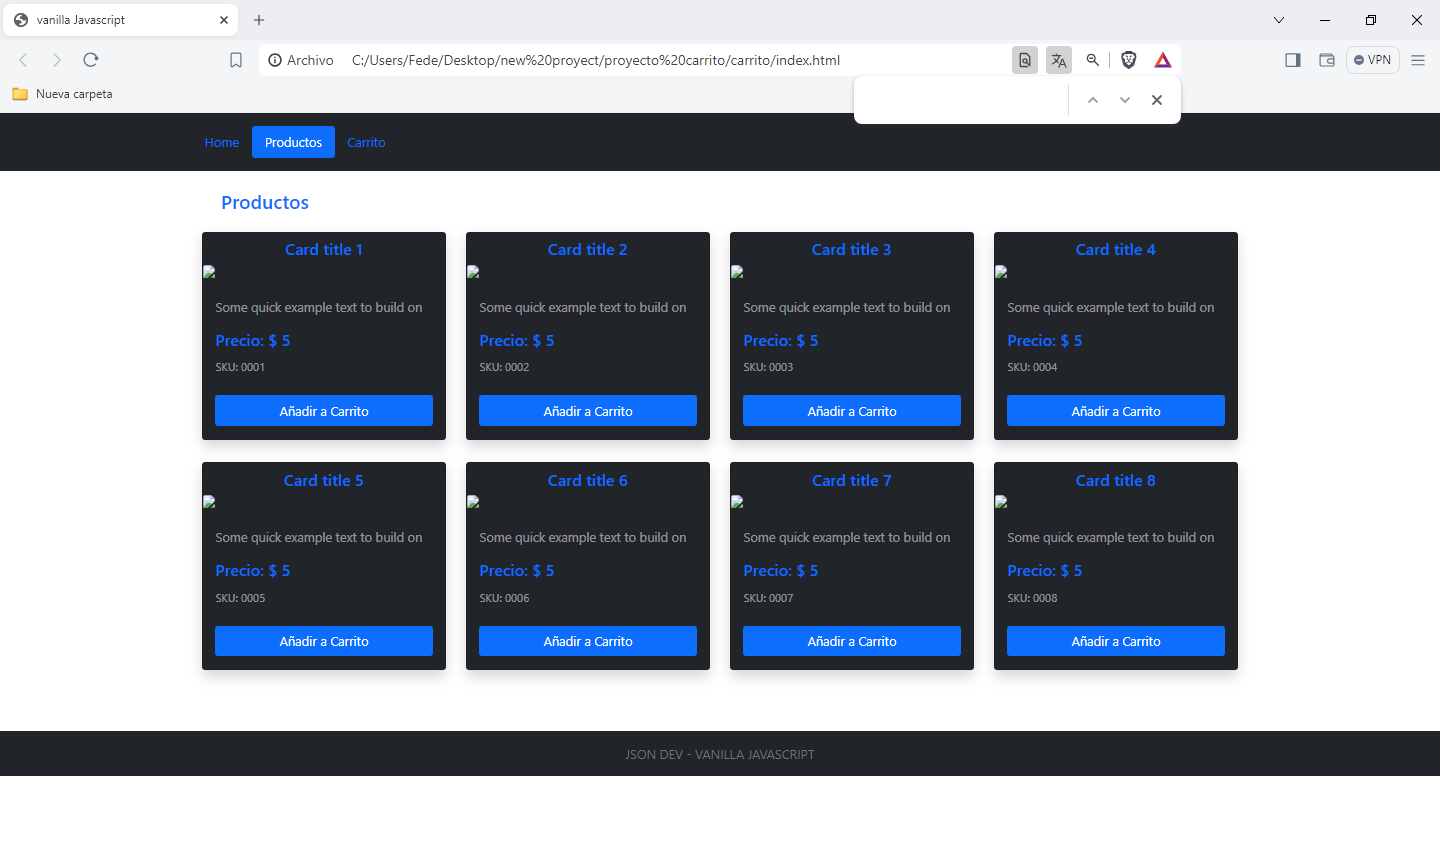 vanilla Javascript
Archivo C:/Users/Fede/Desktop/new%20proyect/proyecto%20carrito/carrito/index.html
VPN
Nueva carpeta
Home Productos Carrito
Productos
Card title 1
Some quick example text to build on
Precio: $ 5
SKU: 0001
Añadir a Carrito
Card title 2
Some quick example text to build on
Precio: $ 5
SKU: 0002
Añadir a Carrito
Card title 3
Some quick example text to build on
Precio: $ 5
SKU: 0003
Añadir a Carrito
Card title 4
Some quick example text to build on
Precio: $ 5
SKU: 0004
Añadir a Carrito
Card title 5
Some quick example text to build on
Precio: $ 5
SKU: 0005
Añadir a Carrito
Card title 6
Some quick example text to build on
Precio: $ 5
SKU: 0006
Añadir a Carrito
Card title 7
Some quick example text to build on
Precio: $ 5
SKU: 0007
Añadir a Carrito
Card title 8
Some quick example text to build on
Precio: $ 5
SKU: 0008
Añadir a Carrito
JSON DEV - VANILLA JAVASCRIPT